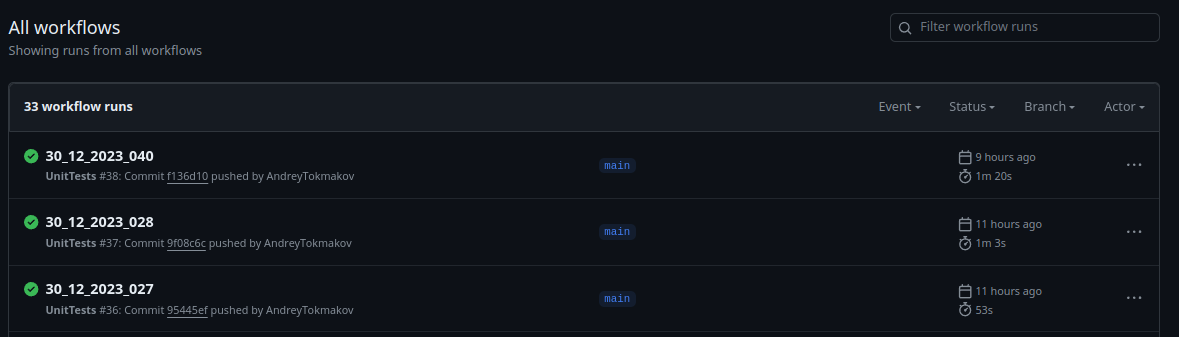 All workflows
Filter workflow runs
Showing runs from all workflows
33 workflow runs
Event
Status
Branch
Actor
30_12_2023_040
UnitTests #38: Commit f136d10 pushed by AndreyTokmakov
main
9 hours ago
1m 20s
30_12_2023_028
UnitTests #37: Commit 9f08c6c pushed by AndreyTokmakov
main
11 hours ago
1m 3s
30_12_2023_027
UnitTests #36: Commit 95445ef pushed by AndreyTokmakov
main
11 hours ago
53s